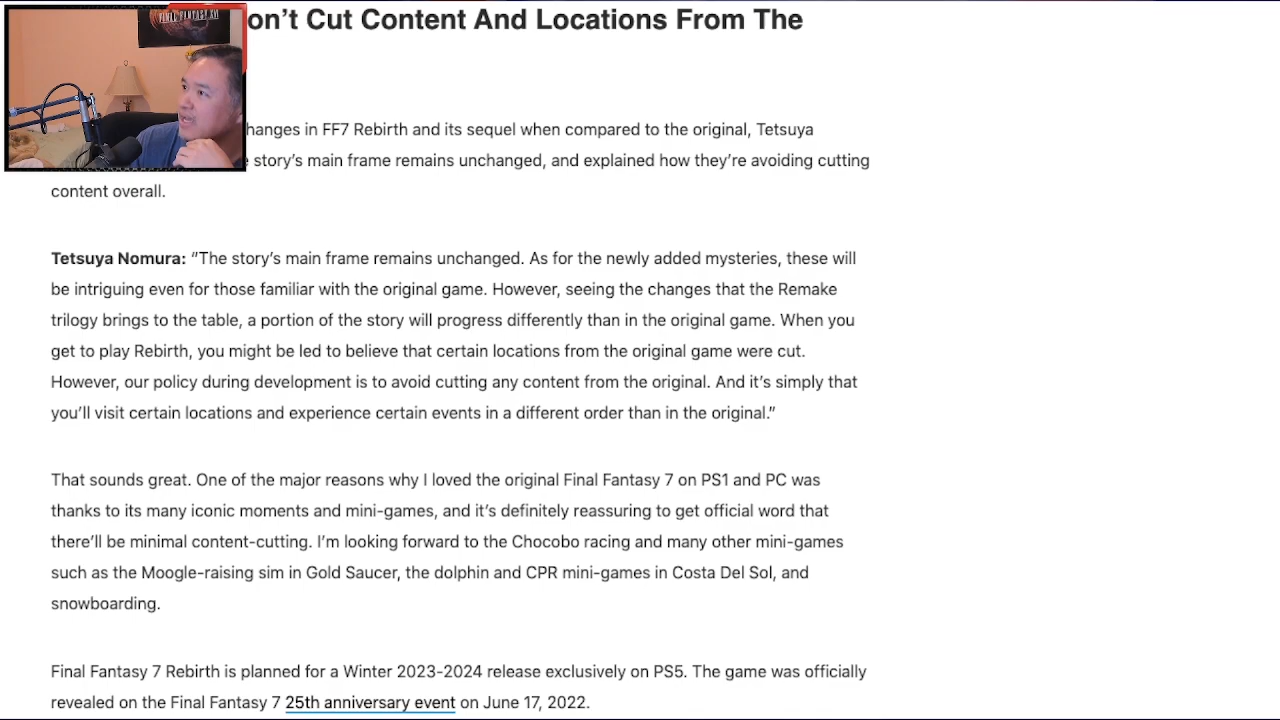 FINAL FANTASY XVI
on't Cut Content And Locations From The
hanges in FF7 Rebirth and its sequel when compared to the original, Tetsuya
story's main frame remains unchanged, and explained how they're avoiding cutting
content overall.
Tetsuya Nomura: “The story's main frame remains unchanged. As for the newly added mysteries, these will
be intriguing even for those familiar with the original game. However, seeing the changes that the Remake
trilogy brings to the table, a portion of the story will progress differently than in the original game. When you
get to play Rebirth, you might be led to believe that certain locations from the original game were cut.
However, our policy during development is to avoid cutting any content from the original. And it's simply that
you'll visit certain locations and experience certain events in a different order than in the original.”
That sounds great. One of the major reasons why I loved the original Final Fantasy 7 on PS1 and PC was
thanks to its many iconic moments and mini-games, and it's definitely reassuring to get official word that
there'll be minimal content-cutting. I'm looking forward to the Chocobo racing and many other mini-games
such as the Moogle-raising sim in Gold Saucer, the dolphin and CPR mini-games in Costa Del Sol, and
snowboarding.
Final Fantasy 7 Rebirth is planned for a Winter 2023-2024 release exclusively on PS5. The game was officially
revealed on the Final Fantasy 7 25th anniversary event on June 17, 2022.